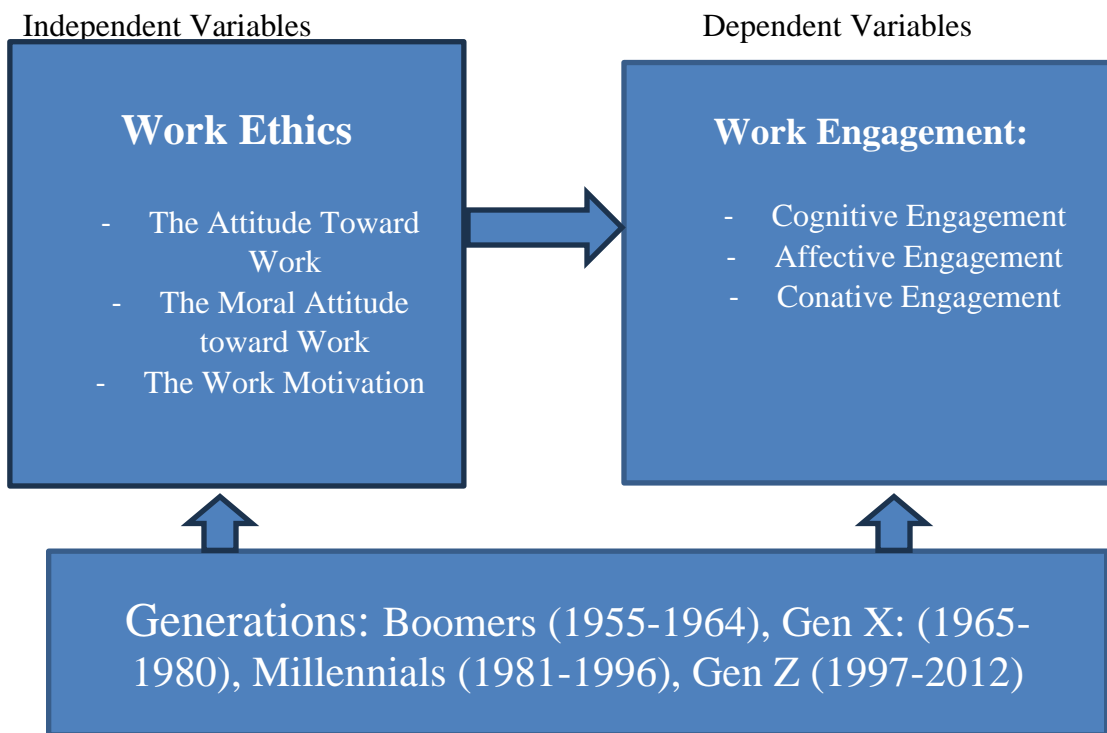 Independent Variables
Dependent Variables
Work Ethics
- The Attitude Toward
Work
- The Moral Attitude
toward Work
- The Work Motivation
Work Engagement:
- Cognitive Engagement
- Affective Engagement
- Conative Engagement
Generations: Boomers (1955-1964), Gen X: (1965-
1980), Millennials (1981-1996), Gen Z (1997-2012)